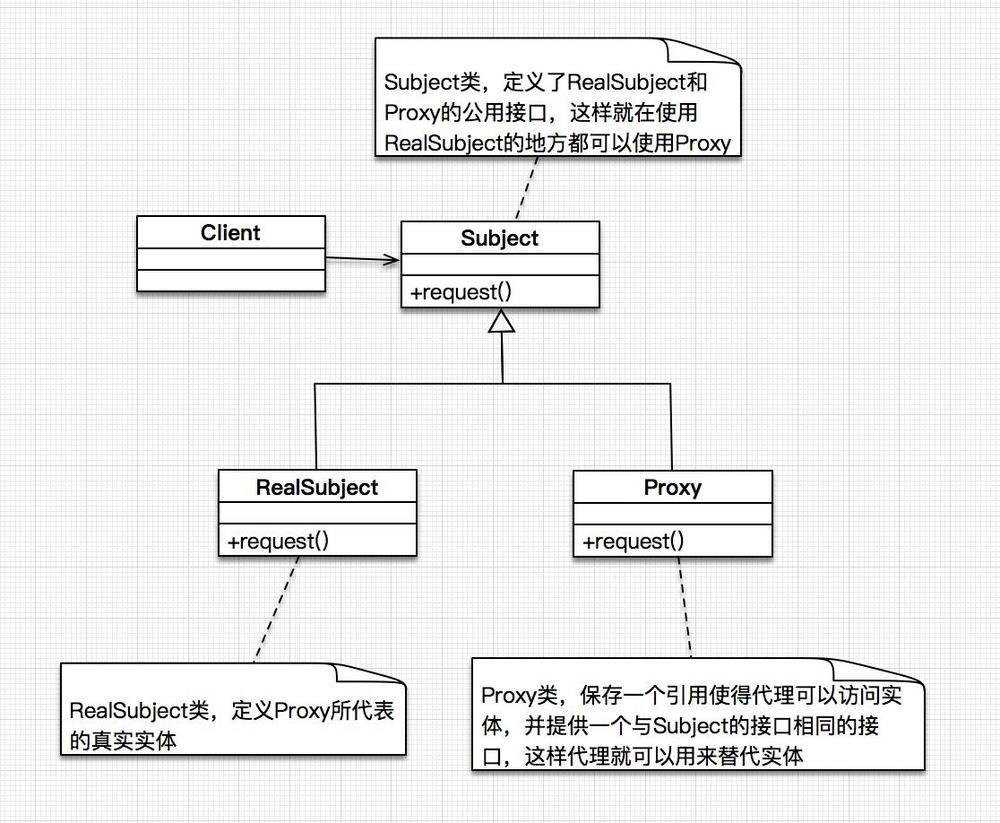 Subject类，定义了RealSubject和
Proxy的公用接口，这样就在使用
RealSubject的地方都可以使用Proxy
Client
Subject
+request()
RealSubject
+request()
Proxy
+request()
RealSubject类，定义Proxy所代表
的真实实体
Proxy类，保存一个引用使得代理可以访问实
体，并提供一个与Subject的接口相同的接
口，这样代理就可以用来替代实体